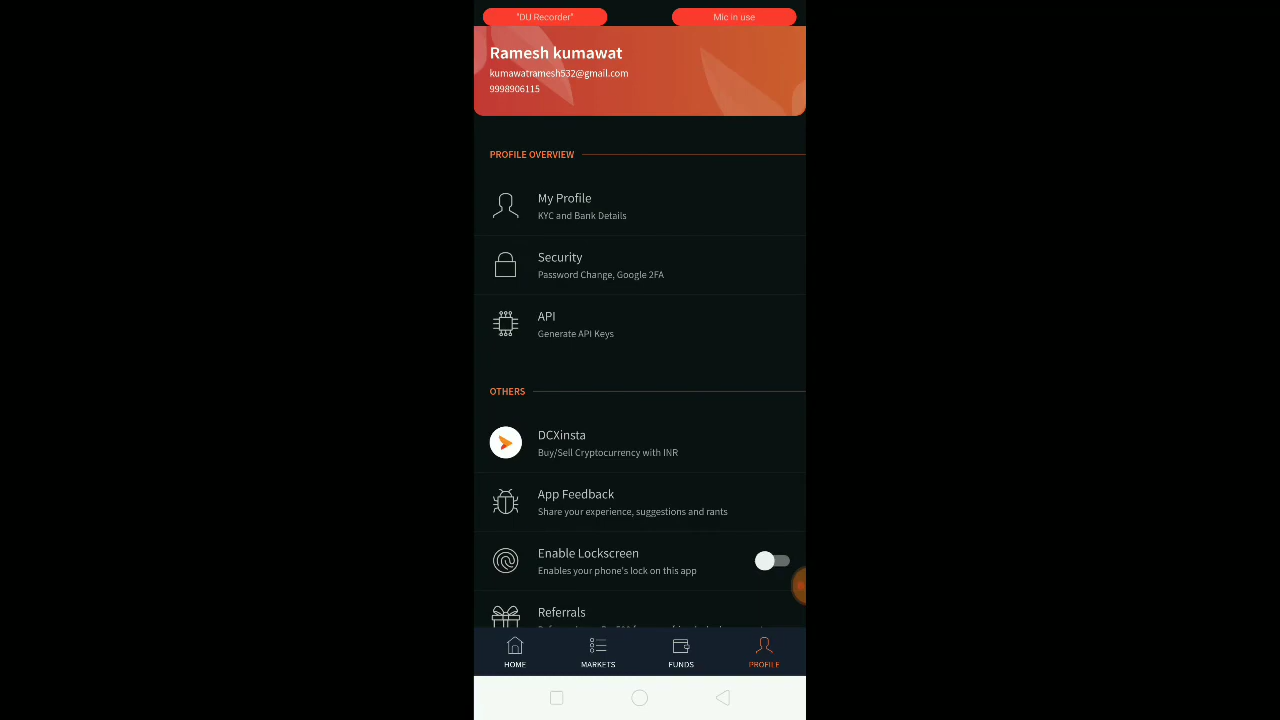 "DU Recorder"
Mic in use
Ramesh kumawat
kumawatramesh532@gmail.com
9998906115
PROFILE OVERVIEW
My Profile
KYC and Bank Details
Security
Password Change, Google 2FA
API
Generate API Keys
OTHERS
DCXinsta
Buy/Sell Cryptocurrency with INR
App Feedback
Share your experience, suggestions and rants
Enable Lockscreen
Enables your phone's lock on this app
Referrals
HOME
MARKETS
FUNDS
PROFILE